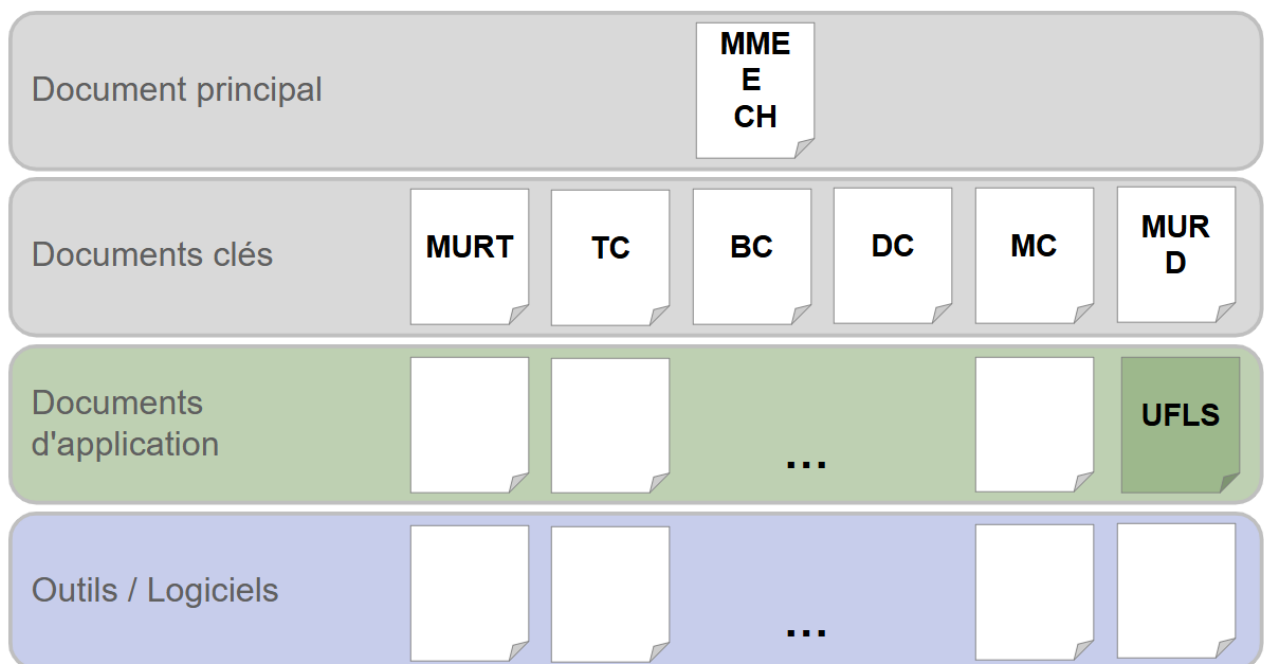 Document principal
MME
E
CH
Documents clés
MURT
TC
BC
DC
MC
MUR
D
Documents
d'application
...
UFLS
Outils / Logiciels
...